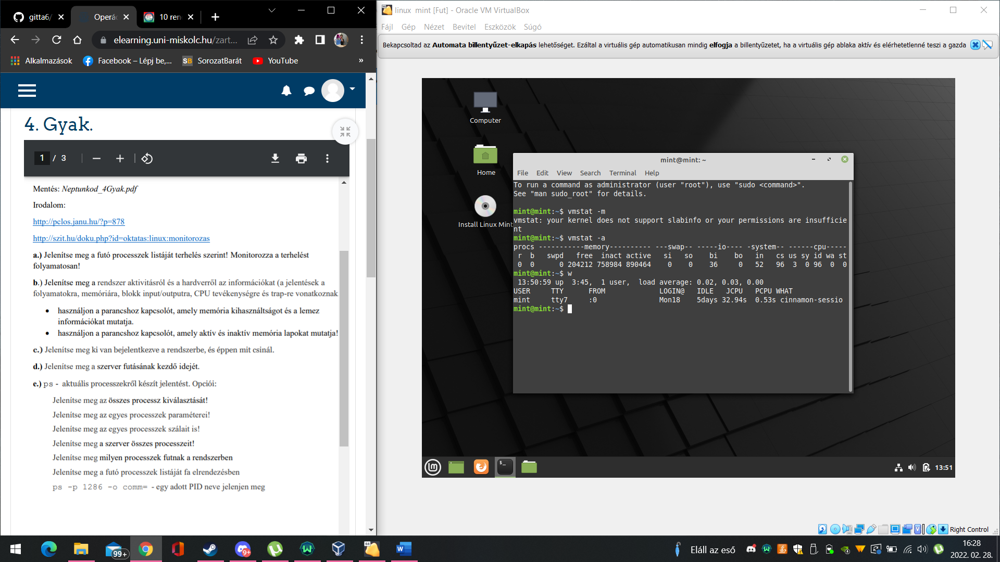 gitta6/
Operác
10 ren
elearning.uni-miskolc.hu/zart...
Alkalmazások
Facebook – Lépj be,...
SorozatBarát
YouTube
»
4. Gyak.
1 / 3
Mentés: Neptunkod_4Gyak.pdf
Irodalom:
http://pclos.janu.hu/?p=878
http://szit.hu/doku.php?id=oktatas:linux:monitorozas
a.) Jelenítse meg a futó processzek listáját terhelés szerint! Monitorozza a terhelést
folyamatosan!
b.) Jelenítse meg a rendszer aktivitásról és a hardverről az információkat (a jelentések a
folyamatokra, memóriára, blokk input/outputra, CPU tevékenységre és trap-re vonatkoznak
• használjon a parancshoz kapcsolót, amely memória kihasználtságot és a lemez
információkat mutatja.
• használjon a parancshoz kapcsolót, amely aktív és inaktív memória lapokat mutatja!
c.) Jelenítse meg ki van bejelentkezve a rendszerbe, és éppen mit csinál.
d.) Jelenítse meg a szerver futásának kezdő idejét.
e.) ps - aktuális processzekről készít jelentést. Opciói:
Jelenítse meg az összes processz kiválasztását!
Jelenítse meg az egyes processzek paraméterei!
Jelenítse meg az egyes processzek szálait is!
Jelenítse meg a szerver összes processzeit!
Jelenítse meg milyen processzek futnak a rendszerben
Jelenítse meg a futó processzek listáját fa elrendezésben
ps -p 1286 -o comm= - egy adott PID neve jelenjen meg
linux mint [Fut] - Oracle VM VirtualBox
Fájl Gép Nézet Bevitel Eszközök Súgó
Bekapcsoltad az Automata billentyűzet-elkapás lehetőséget. Ezáltal a virtuális gép automatikusan mindig elfogja a billentyűzetet, ha a virtuális gép ablaka aktív és elérhetetlenné teszi a gazda
Computer
Home
Install Linux Mint
mint@mint: ~
File Edit View Search Terminal Help
To run a command as administrator (user "root"), use "sudo <command>".
See "man sudo_root" for details.
mint@mint:~$ vmstat -m
vmstat: your kernel does not support slabinfo or your permissions are insufficie
nt
mint@mint:~$ vmstat -a
procs -----------memory---------- ---swap-- -----io---- -system-- ------cpu-----
r b swpd free inact active si so bi bo in cs us sy id wa st
0 0 0 204212 758984 890464 0 0 36 0 52 96 3 0 96 0 0
mint@mint:~$ w
13:50:59 up 3:45, 1 user, load average: 0.02, 0.03, 0.00
USER TTY FROM LOGIN@ IDLE JCPU PCPU WHAT
mint tty7 :0 Mon18 5days 32.94s 0.53s cinnamon-sessio
mint@mint:~$
13:51
Right Control
99+
9+
Eláll az eső
16:28
2022. 02. 28.